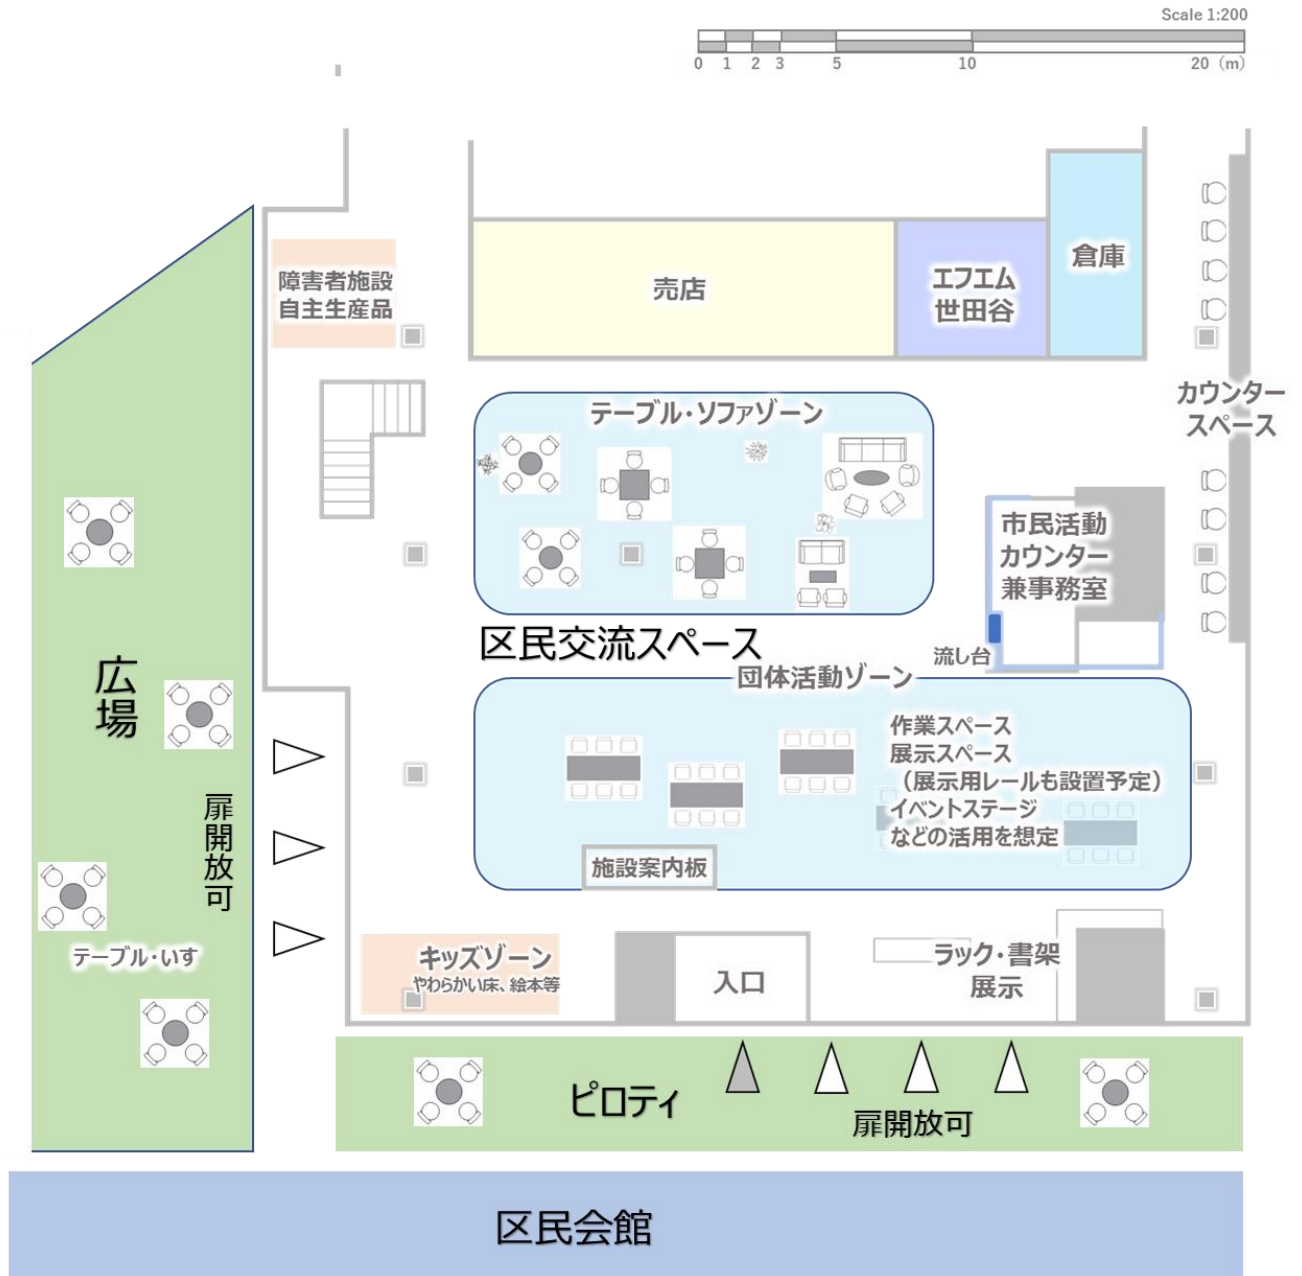 Scale 1:200
0 1 2 3 5 10 20 (m)
障害者施設
自主生産品
売店
エフエム
世田谷
倉庫
カウンター
スペース
テーブル・ソファゾーン
市民活動
カウンター
兼事務室
流し台
区民交流スペース
団体活動ゾーン
作業スペース
展示スペース
（展示用レールも設置予定）
イベントステージ
などの活用を想定
施設案内板
広場
扉開放可
テーブル・いす
キッズゾーン
やわらかい床、絵本等
入口
ラック・書架
展示
ピロティ
扉開放可
区民会館